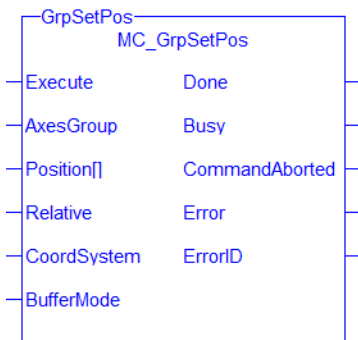 GrpSetPos
MC_GrpSetPos
Execute Done
AxesGroup Busy
Position[] CommandAborted
Relative Error
CoordSystem ErrorID
BufferMode